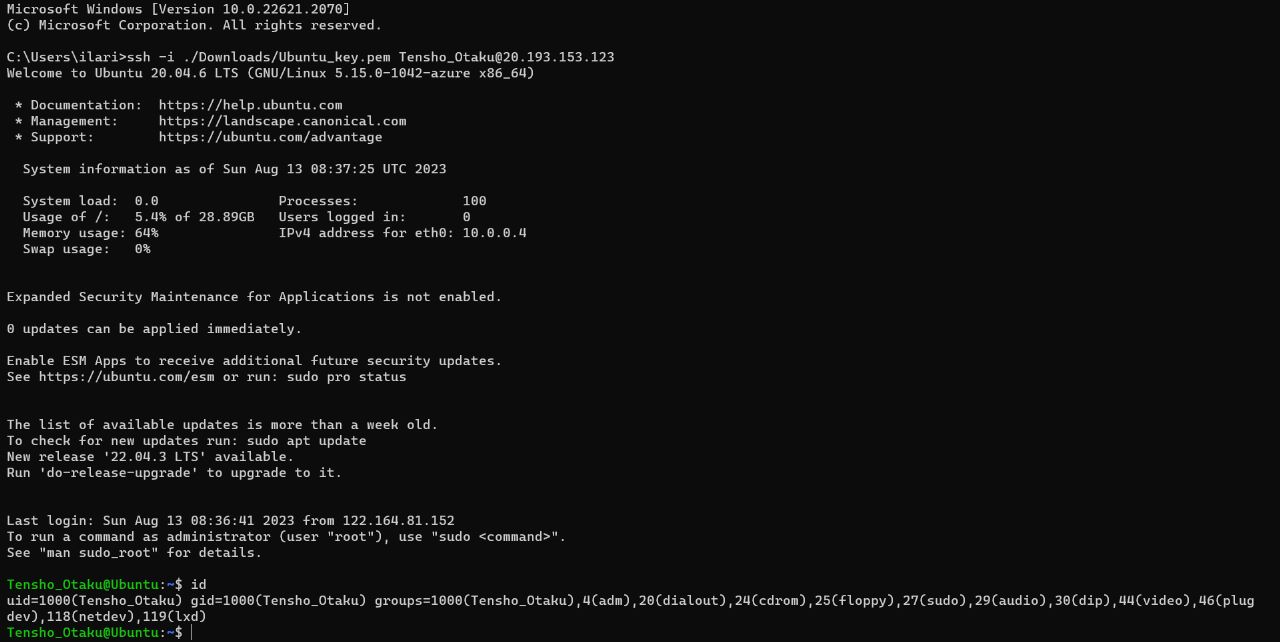 Microsoft Windows [Version 10.0.22621.2070]
(c) Microsoft Corporation. All rights reserved.
C:\Users\ilari>ssh -i ./Downloads/Ubuntu_key.pem Tensho_Otaku@20.193.153.123
Welcome to Ubuntu 20.04.6 LTS (GNU/Linux 5.15.0-1042-azure x86_64)
* Documentation:  https://help.ubuntu.com
* Management:     https://landscape.canonical.com
* Support:        https://ubuntu.com/advantage
System information as of Sun Aug 13 08:37:25 UTC 2023
System load:  0.0               Processes:             100
Usage of /:   5.4% of 28.89GB   Users logged in:       0
Memory usage: 64%               IPv4 address for eth0: 10.0.0.4
Swap usage:   0%
Expanded Security Maintenance for Applications is not enabled.
0 updates can be applied immediately.
Enable ESM Apps to receive additional future security updates.
See https://ubuntu.com/esm or run: sudo pro status
The list of available updates is more than a week old.
To check for new updates run: sudo apt update
New release '22.04.3 LTS' available.
Run 'do-release-upgrade' to upgrade to it.
Last login: Sun Aug 13 08:36:41 2023 from 122.164.81.152
To run a command as administrator (user "root"), use "sudo <command>".
See "man sudo_root" for details.
Tensho_Otaku@Ubuntu:~$ id
uid=1000(Tensho_Otaku) gid=1000(Tensho_Otaku) groups=1000(Tensho_Otaku),4(adm),20(dialout),24(cdrom),25(floppy),27(sudo),29(audio),30(dip),44(video),46(plug
dev),118(netdev),119(lxd)
Tensho_Otaku@Ubuntu:~$